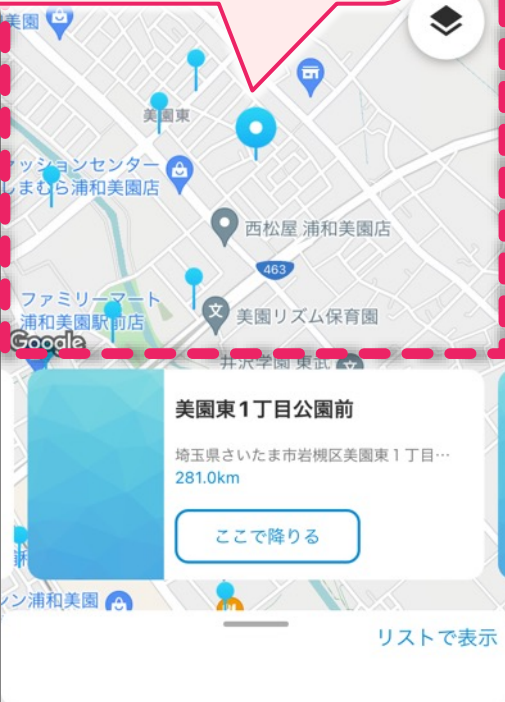 美園
美園東
ァッションセンター
しまむら浦和美園店
西松屋 浦和美園店
463
ファミリーマート
浦和美園駅前店
文 美園リズム保育園
Google
井沢学園 東武 文
美園東1丁目公園前
埼玉県さいたま市岩槻区美園東1丁目…
281.0km
ここで降りる
ン浦和美園
リストで表示